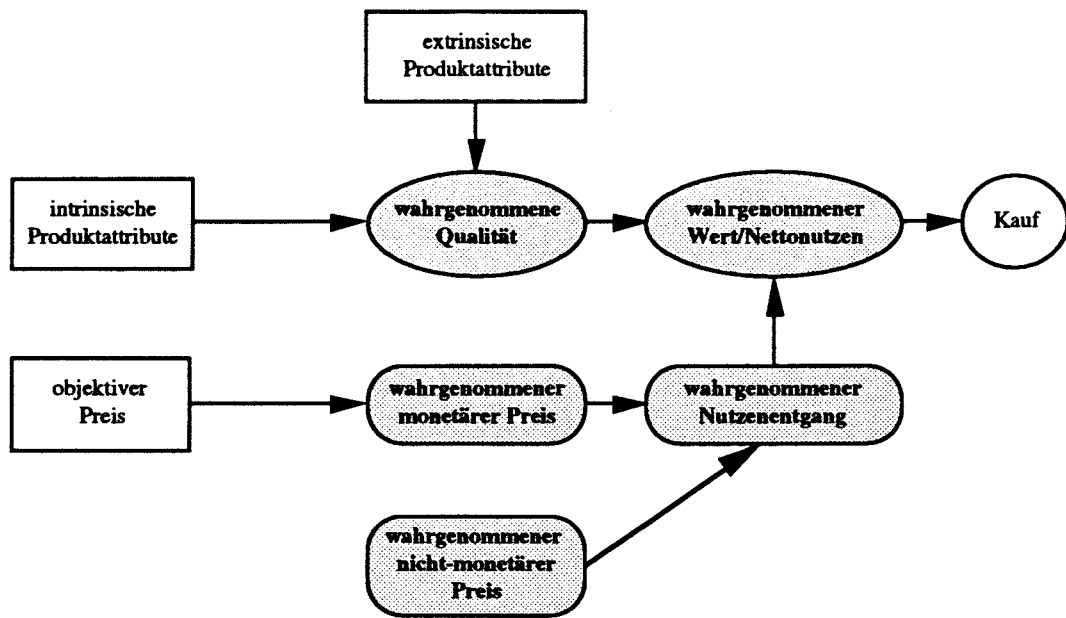 extrinsische
Produktattribute
intrinsische
Produktattribute
wahrgenommene
Qualität
wahrgenommener
Wert/Nettonutzen
Kauf
objektiver
Preis
wahrgenommener
monetärer Preis
wahrgenommener
Nutzenentgang
wahrgenommener
nicht-monetärer
Preis